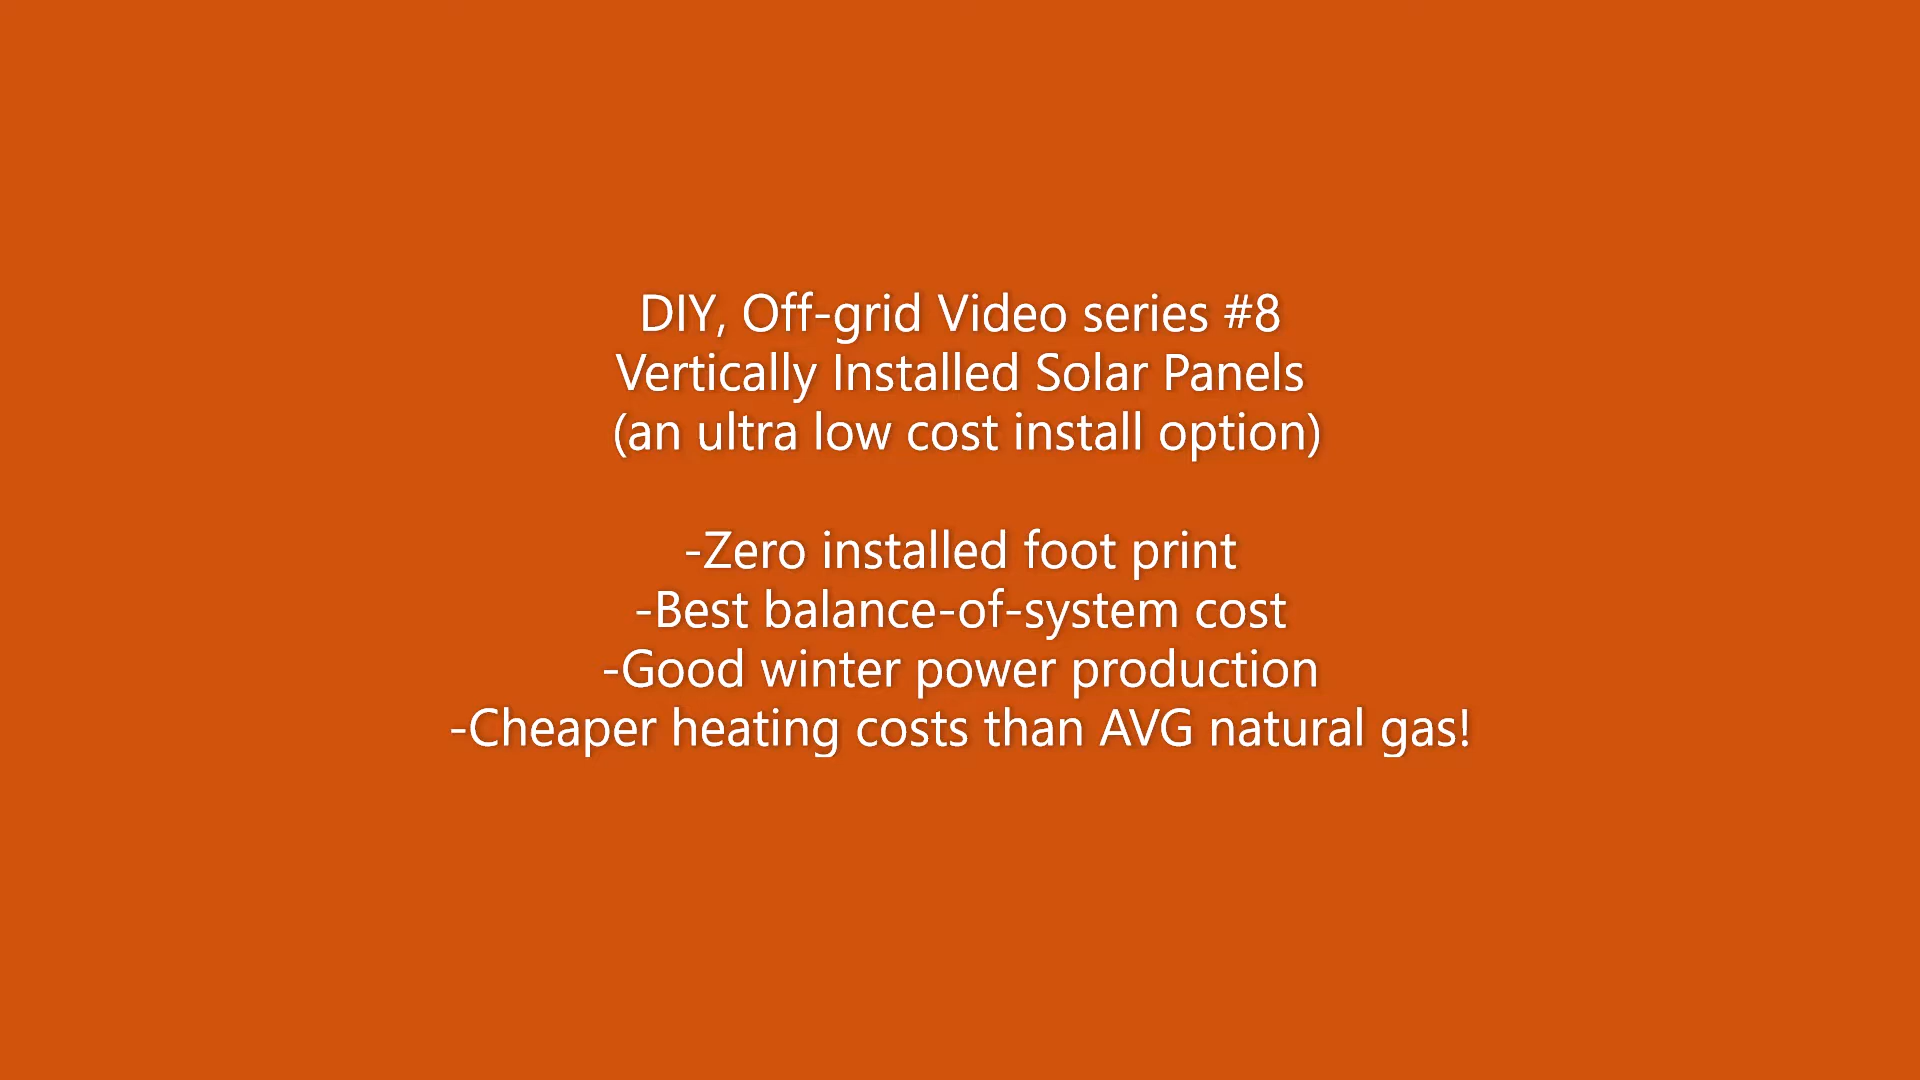 DIY, Off-grid Video series #8
Vertically Installed Solar Panels
(an ultra low cost install option)
-Zero installed foot print
-Best balance-of-system cost
-Good winter power production
-Cheaper heating costs than AVG natural gas!